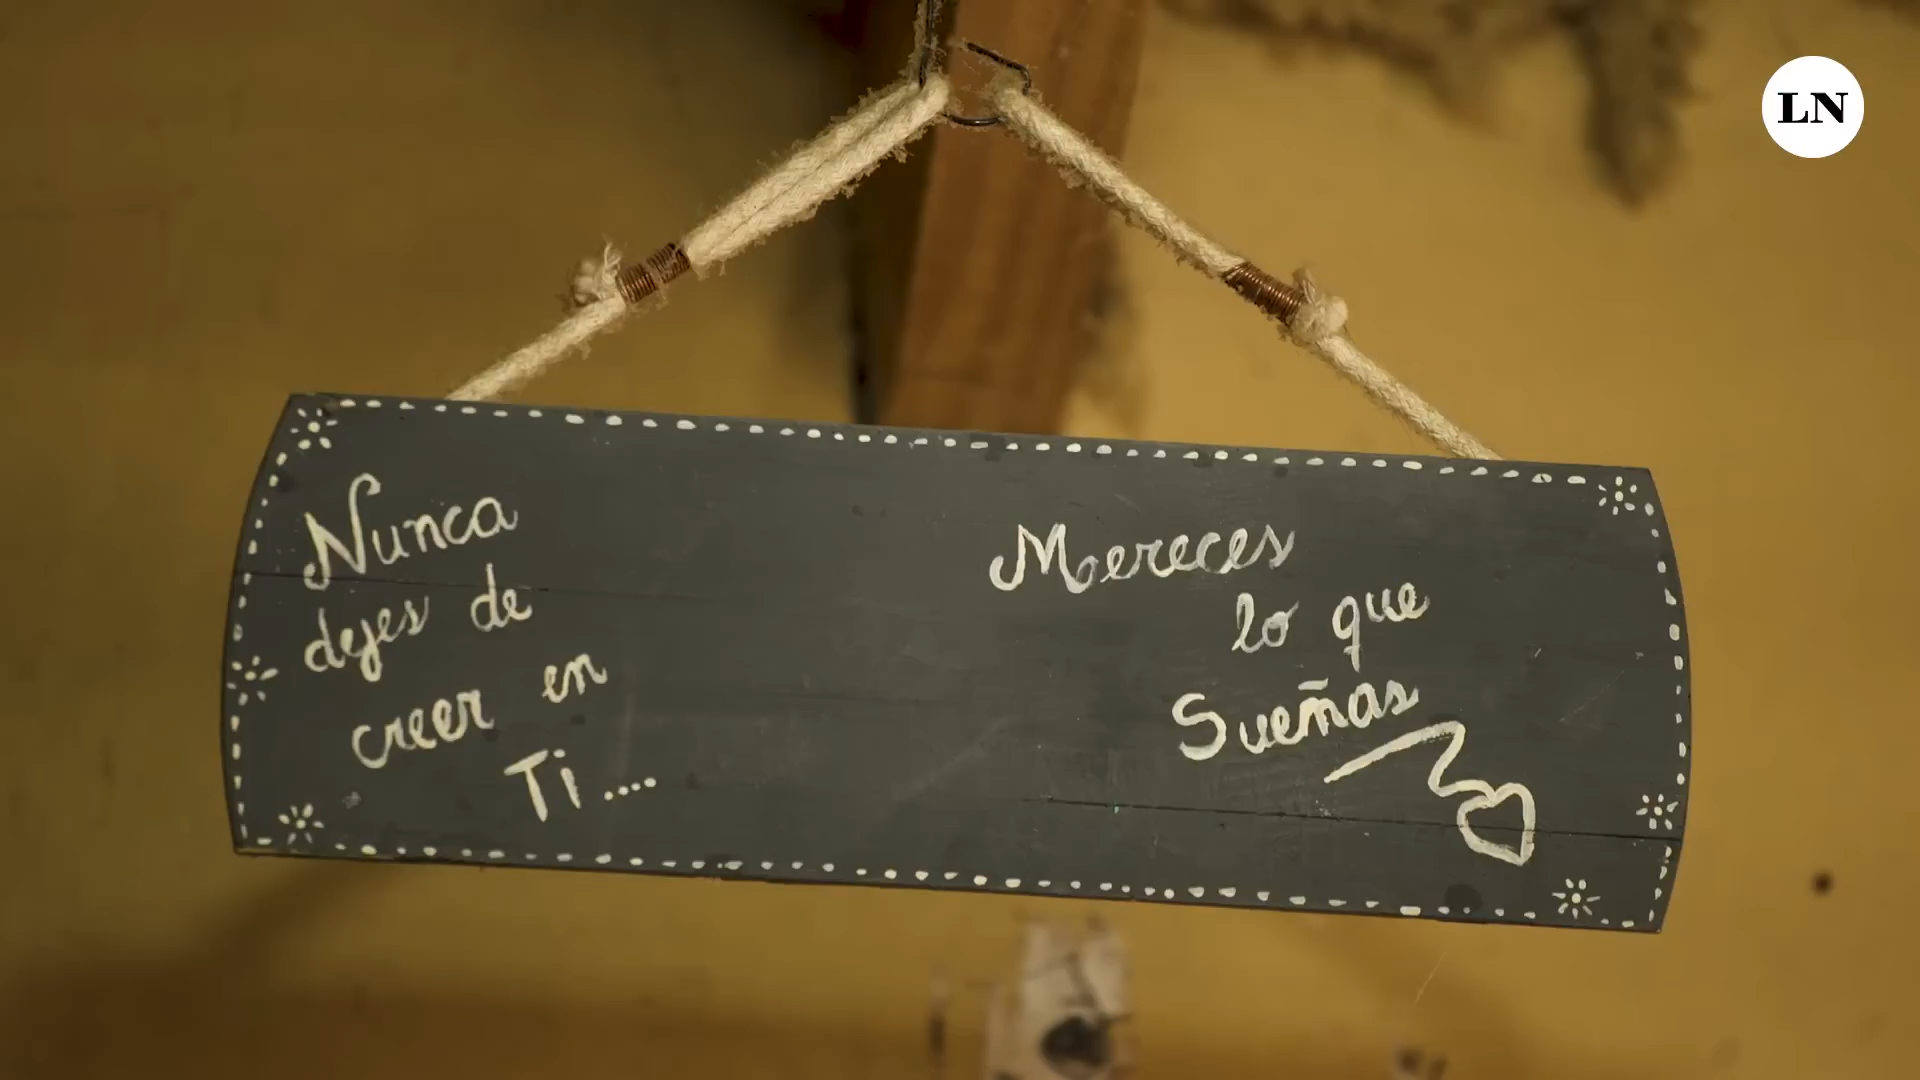 LN
Nunca
dejes de
creer en
Ti ....
Mereces
lo que
Sueñas